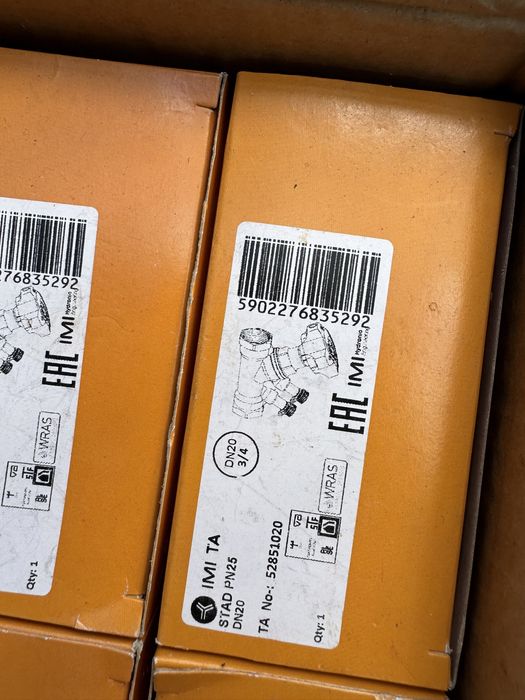 276835292
IMI Hydronic Engineering
EAC
WRAS
Qty: 1
5902276835292
IMI Hydronic Engineering
EAC
DN20
3/4
WRAS
IMI TA
STAD PN25
DN20
TA No-: 52851020
Qty: 1